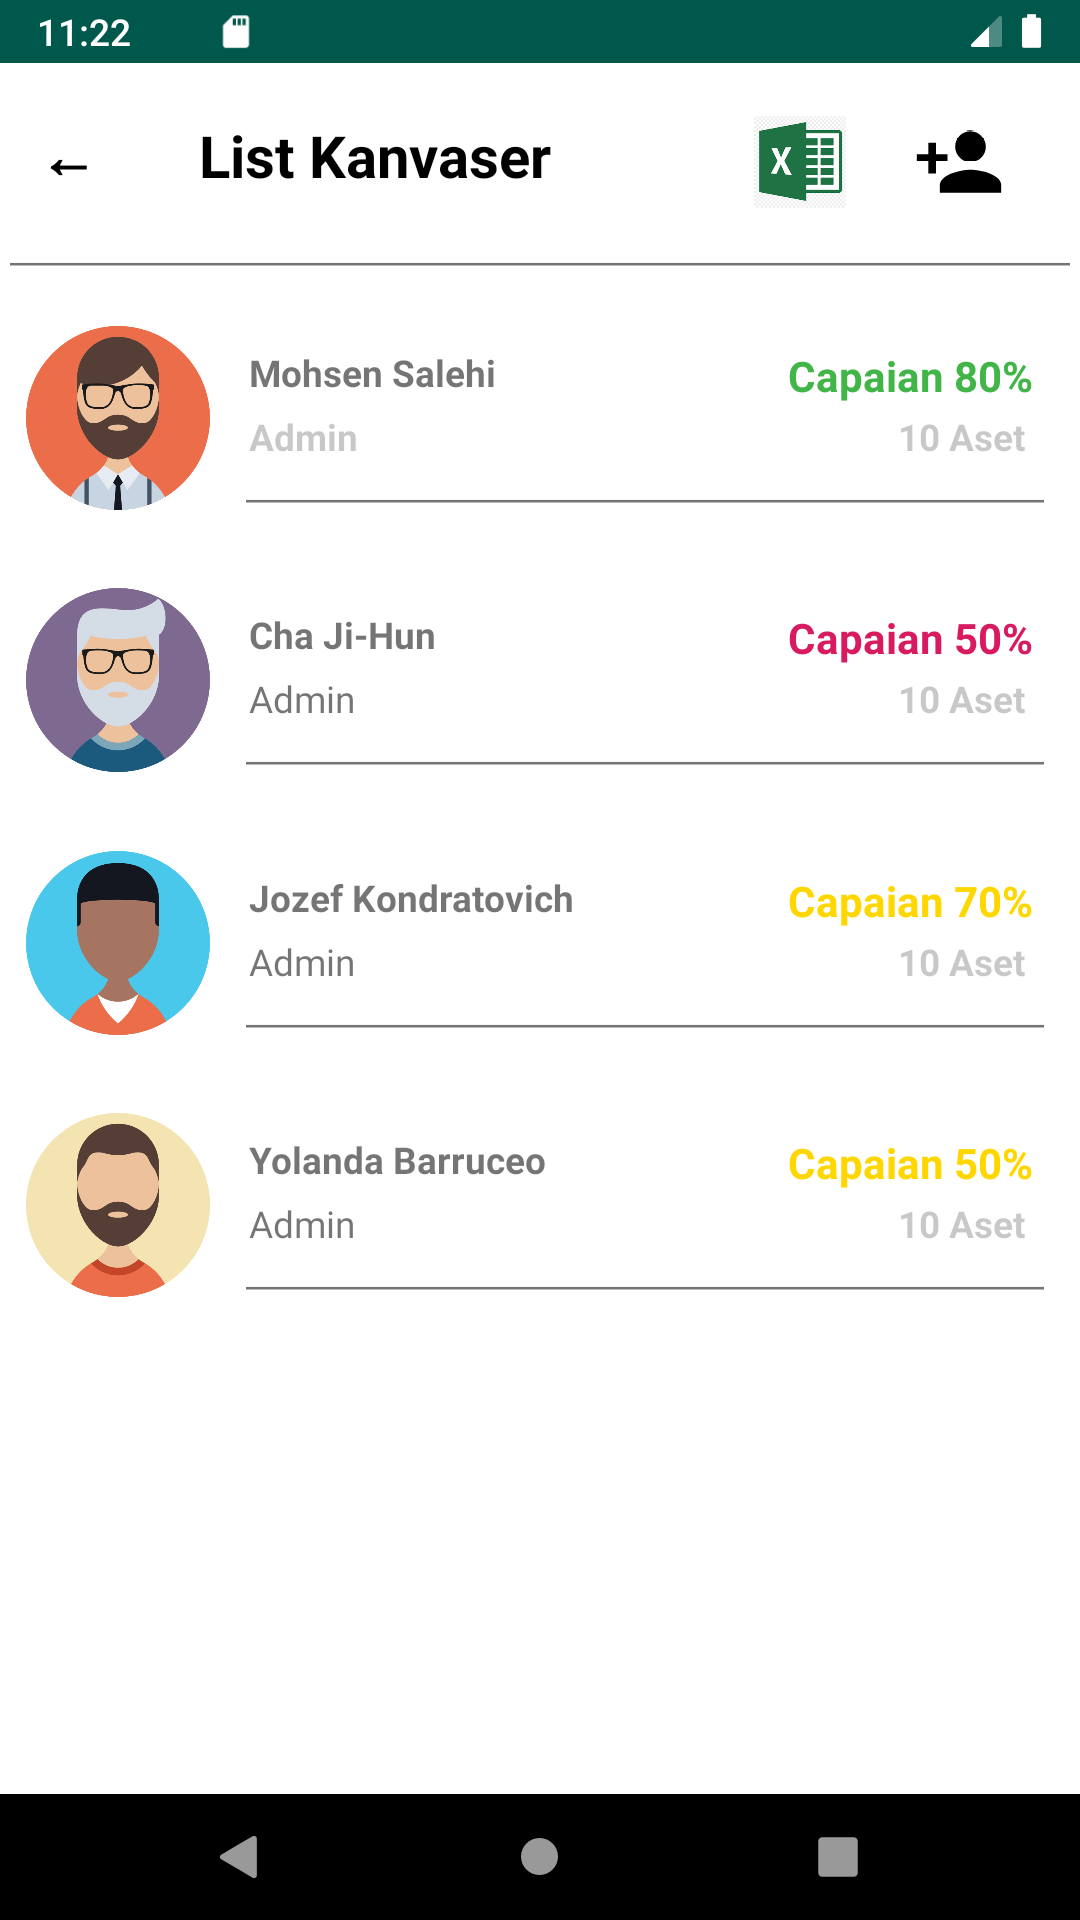 11:22
← List Kanvaser X
Mohsen Salehi Capaian 80%
Admin 10 Aset
Cha Ji-Hun Capaian 50%
Admin 10 Aset
Jozef Kondratovich Capaian 70%
Admin 10 Aset
Yolanda Barruceo Capaian 50%
Admin 10 Aset